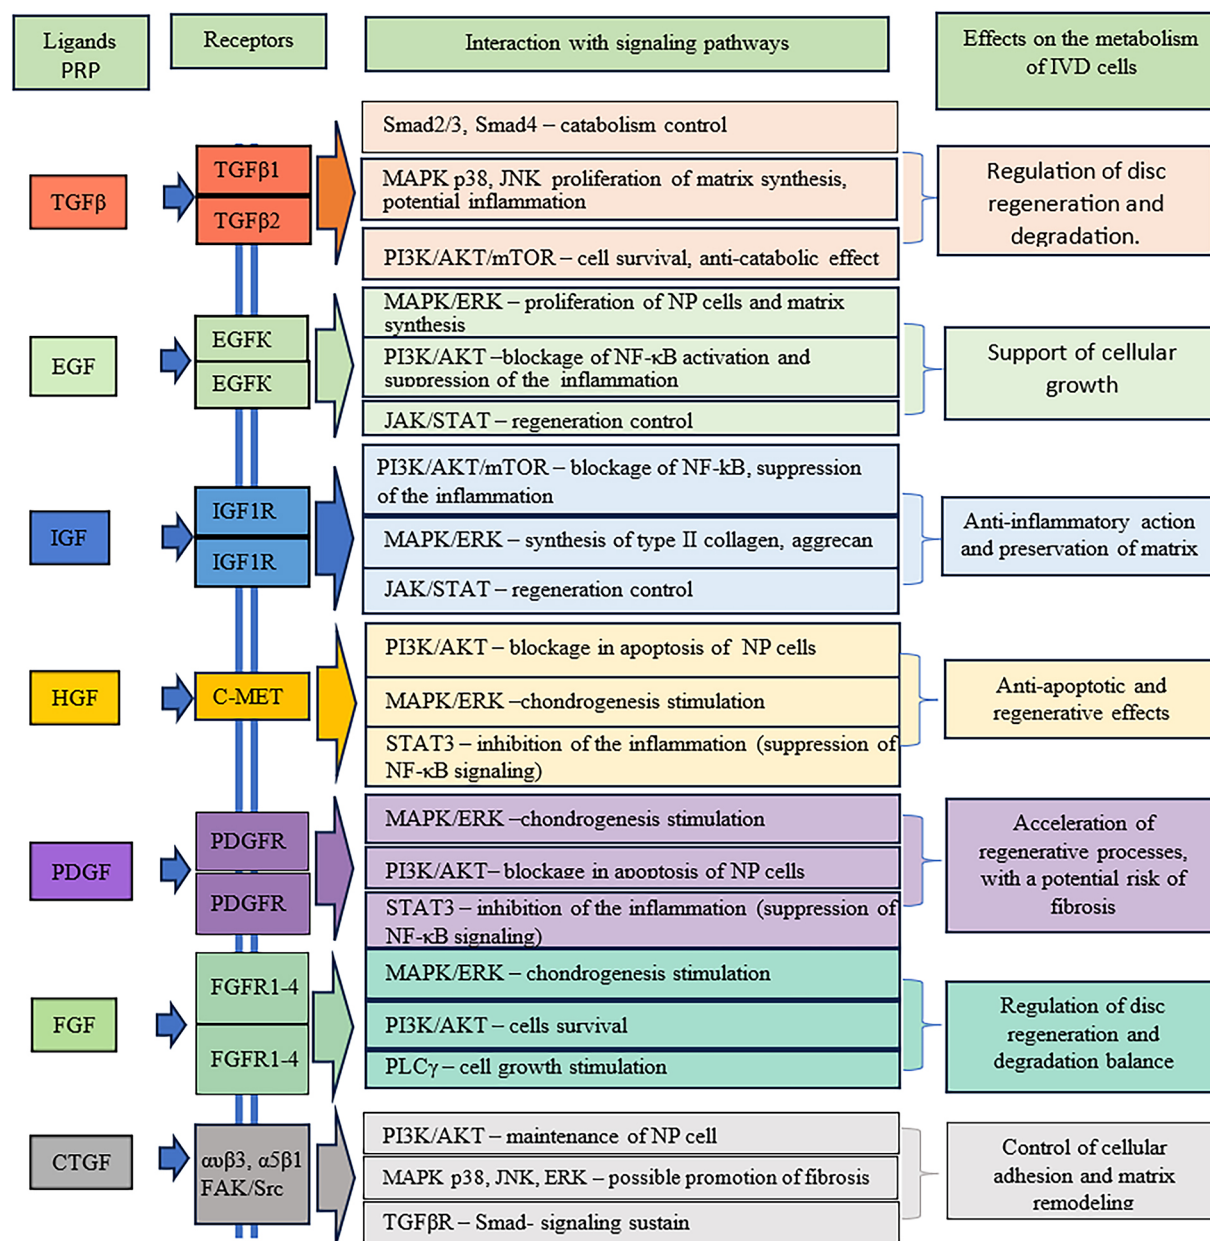 Ligands
PRP
Receptors
Interaction with signaling pathways
Effects on the metabolism
of IVD cells
TGFβ
TGFβ1
TGFβ2
Smad2/3, Smad4 – catabolism control
MAPK p38, JNK proliferation of matrix synthesis,
potential inflammation
PI3K/AKT/mTOR – cell survival, anti-catabolic effect
Regulation of disc
regeneration and
degradation.
EGF
EGFK
EGFK
MAPK/ERK – proliferation of NP cells and matrix
synthesis
PI3K/AKT –blockage of NF-κB activation and
suppression of the inflammation
JAK/STAT – regeneration control
Support of cellular
growth
IGF
IGF1R
IGF1R
PI3K/AKT/mTOR – blockage of NF-kB, suppression
of the inflammation
MAPK/ERK – synthesis of type II collagen, aggrecan
JAK/STAT – regeneration control
Anti-inflammatory action
and preservation of matrix
HGF
C-MET
PI3K/AKT – blockage in apoptosis of NP cells
MAPK/ERK –chondrogenesis stimulation
STAT3 – inhibition of the inflammation (suppression of
NF-κB signaling)
Anti-apoptotic and
regenerative effects
PDGF
PDGFR
PDGFR
MAPK/ERK –chondrogenesis stimulation
PI3K/AKT– blockage in apoptosis of NP cells
STAT3 – inhibition of the inflammation (suppression of
NF-κB signaling)
Acceleration of
regenerative processes,
with a potential risk of
fibrosis
FGF
FGFR1-4
FGFR1-4
MAPK/ERK – chondrogenesis stimulation
PI3K/AKT – cells survival
PLCγ – cell growth stimulation
Regulation of disc
regeneration and
degradation balance
CTGF
αυβ3, α5β1
FAK/Src
PI3K/AKT – maintenance of NP cell
MAPK p38, JNK, ERK – possible promotion of fibrosis
TGFβR – Smad- signaling sustain
Control of cellular
adhesion and matrix
remodeling